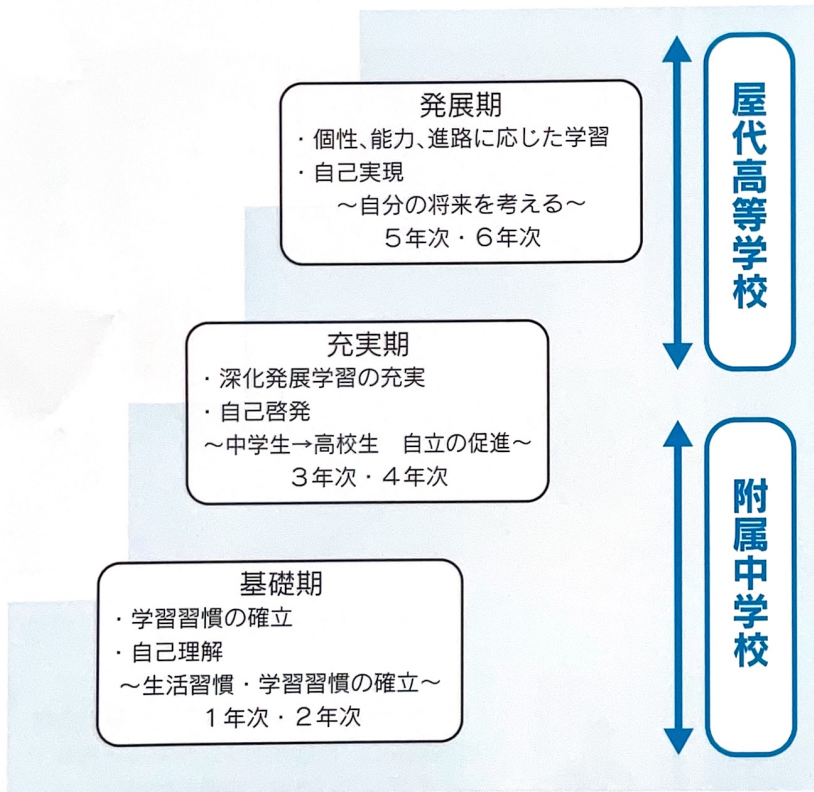 発展期
・個性、能力、進路に応じた学習
・自己実現
～自分の将来を考える～
５年次・６年次
屋代高等学校
充実期
・深化発展学習の充実
・自己啓発
～中学生→高校生　自立の促進～
３年次・４年次
附属中学校
基礎期
・学習習慣の確立
・自己理解
～生活習慣・学習習慣の確立～
１年次・２年次